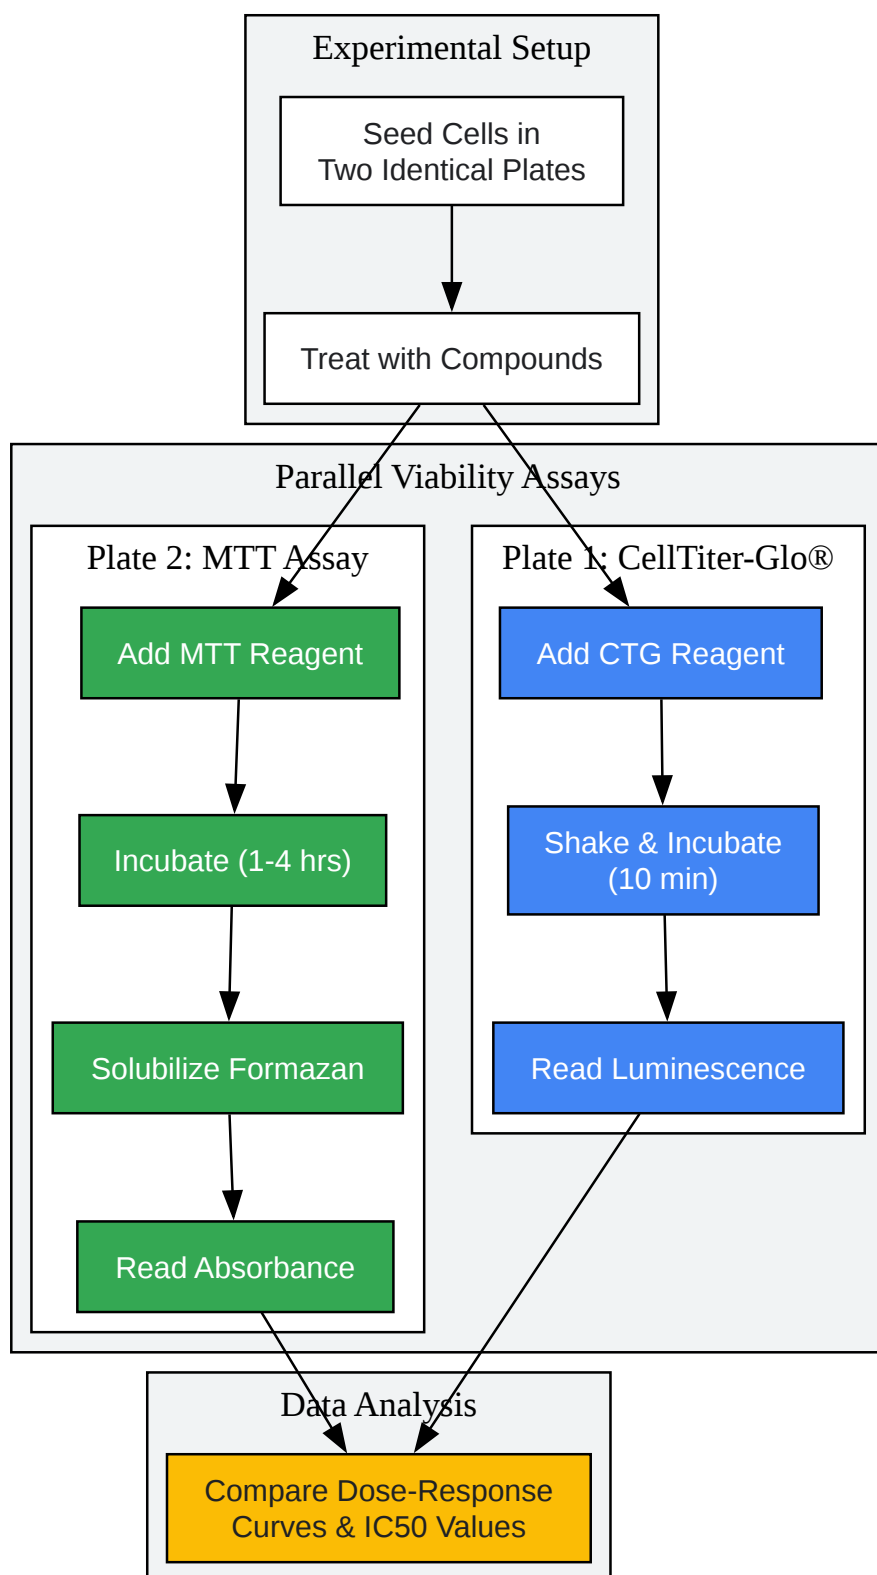 Experimental Setup
Seed Cells in
Two Identical Plates
Treat with Compounds
Parallel Viability Assays
Plate 2: MTT Assay
Add MTT Reagent
Incubate (1-4 hrs)
Solubilize Formazan
Read Absorbance
Plate 1: CellTiter-Glo®
Add CTG Reagent
Shake & Incubate
(10 min)
Read Luminescence
Data Analysis
Compare Dose-Response
Curves & IC50 Values